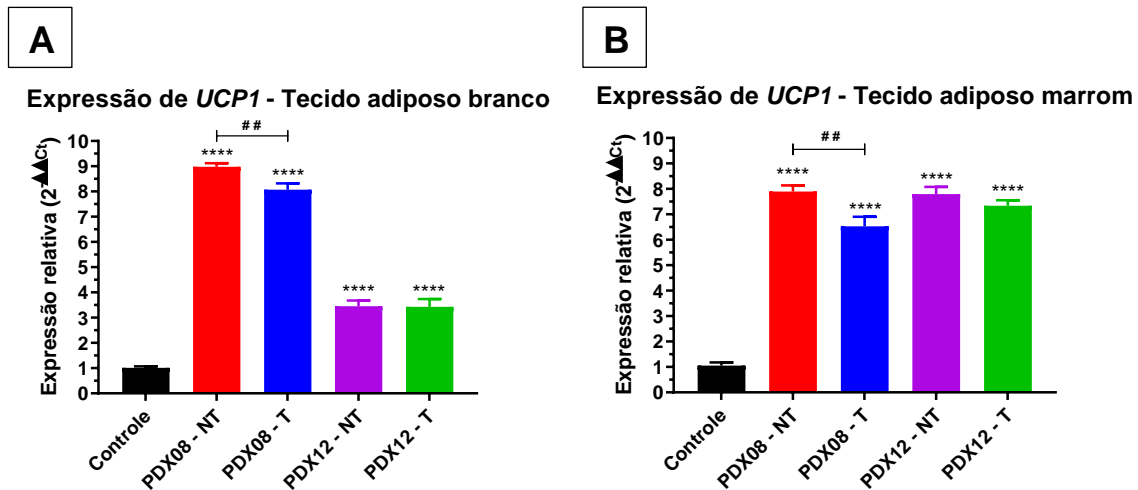 A
Expressão de UCP1 - Tecido adiposo branco
Expressão relativa (2-▲▲Ct)
10
9
8
7
6
5
4
3
2
1
0
##
****
****
****
****
Controle
PDX08 - NT
PDX08 - T
PDX12 - NT
PDX12 - T
B
Expressão de UCP1 - Tecido adiposo marrom
Expressão relativa (2-▲▲Ct)
10
9
8
7
6
5
4
3
2
1
0
##
****
****
****
****
Controle
PDX08 - NT
PDX08 - T
PDX12 - NT
PDX12 - T